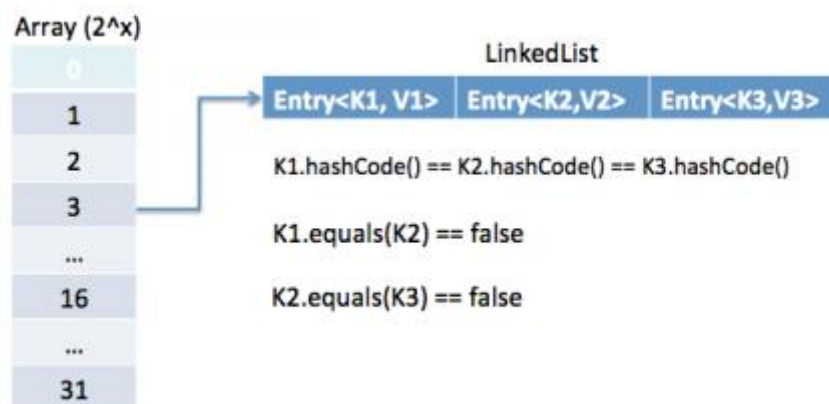 Array (2^x)
0
1
2
3
...
16
...
31
LinkedList
Entry<K1, V1> Entry<K2,V2> Entry<K3,V3>
K1.hashCode() == K2.hashCode() == K3.hashCode()
K1.equals(K2) == false
K2.equals(K3) == false